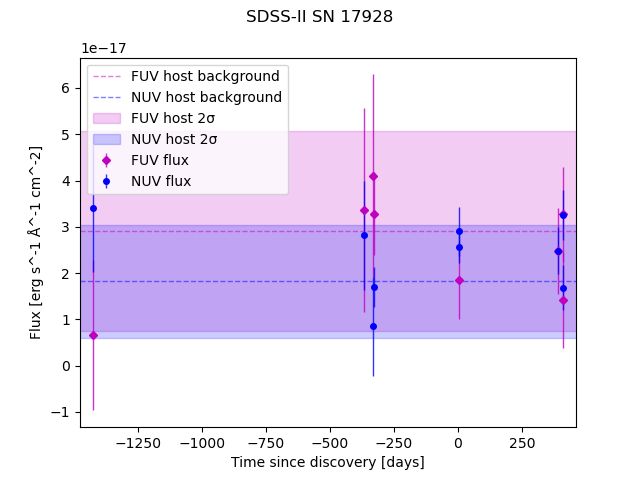 SDSS-II SN 17928
1e−17
FUV host background
NUV host background
FUV host 2σ
NUV host 2σ
FUV flux
NUV flux
6
5
4
3
2
1
0
−1
Flux [erg s^-1 Å^-1 cm^-2]
−1250 −1000 −750 −500 −250 0 250
Time since discovery [days]